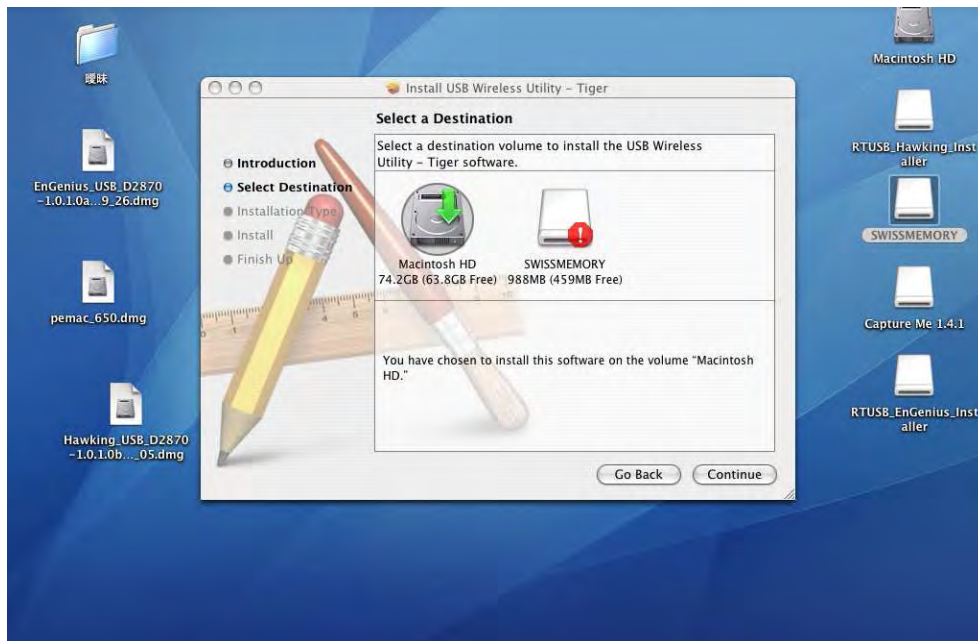 曖昧
EnGenius_USB_D2870
-1.0.1.0a...9_26.dmg
pemac_650.dmg
Hawking_USB_D2870
-1.0.1.0b..._05.dmg
Install USB Wireless Utility – Tiger
Select a Destination
Introduction
Select Destination
Installation Type
Install
Finish Up
Select a destination volume to install the USB Wireless
Utility – Tiger software.
Macintosh HD
74.2GB (63.8GB Free)
SWISSMEMORY
988MB (459MB Free)
You have chosen to install this software on the volume "Macintosh
HD."
Go Back
Continue
Macintosh HD
RTUSB_Hawking_Inst
aller
SWISSMEMORY
Capture Me 1.4.1
RTUSB_EnGenius_Inst
aller